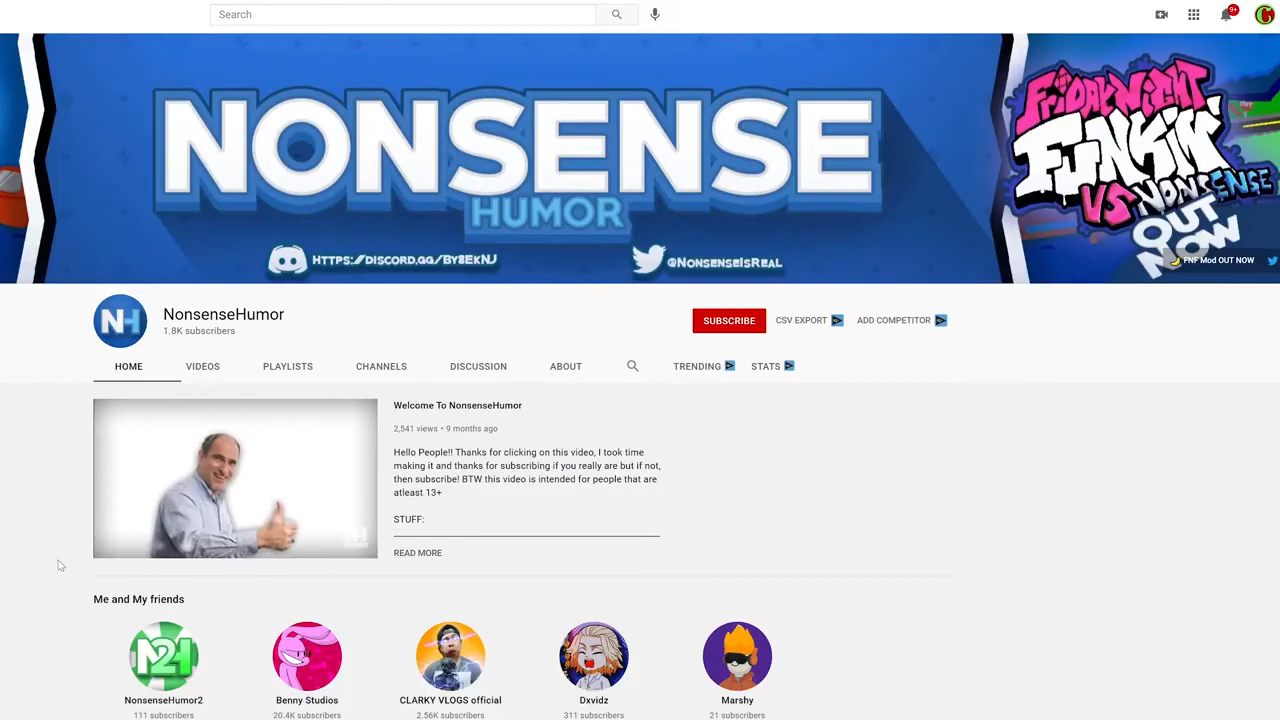 Search
9+
NONSENSE
HUMOR
HTTPS://DISCORD.GG/BY8EKNJ
@NONSENSEISREAL
FRIDAY NIGHT
FUNKIN'
VS NONSENSE
OUT
NOW
FNF Mod OUT NOW
NH
NonsenseHumor
1.8K subscribers
SUBSCRIBE
CSV EXPORT
ADD COMPETITOR
HOME
VIDEOS
PLAYLISTS
CHANNELS
DISCUSSION
ABOUT
TRENDING
STATS
Welcome To NonsenseHumor
2,541 views • 9 months ago
Hello People!! Thanks for clicking on this video, I took time
making it and thanks for subscribing if you really are but if not,
then subscribe! BTW this video is intended for people that are
atleast 13+
STUFF:
READ MORE
Me and My friends
N2H
NonsenseHumor2
111 subscribers
Benny Studios
20.4K subscribers
CLARKY VLOGS official
2.56K subscribers
Dxvidz
311 subscribers
Marshy
21 subscribers